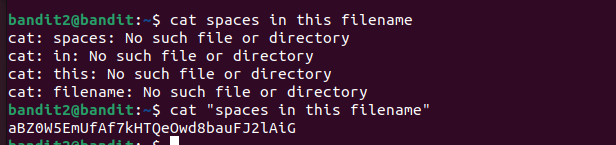 bandit2@bandit:~$ cat spaces in this filename
cat: spaces: No such file or directory
cat: in: No such file or directory
cat: this: No such file or directory
cat: filename: No such file or directory
bandit2@bandit:~$ cat "spaces in this filename"
aBZ0W5EmUfAf7kHTQeOwd8bauFJ2lAiG
bandit2@bandit:~$